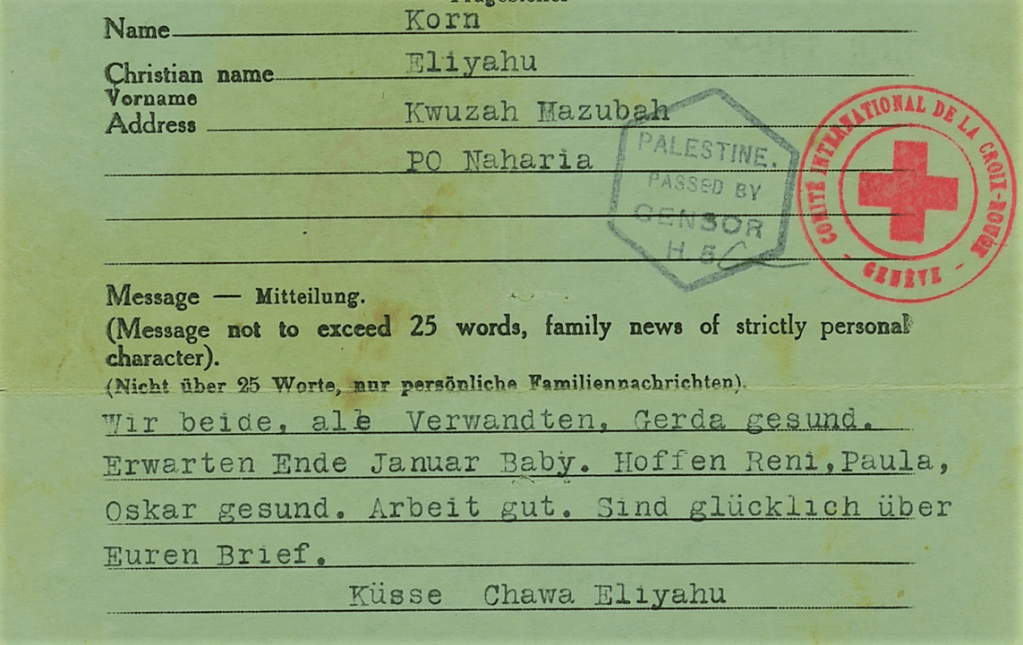 Fragesteller
Name Korn
Christian name Eliyahu
Vorname
Address Kwuzah Mazubah
PO Naharia
PALESTINE.
PASSED BY
CENSOR
H. 5
COMITÉ INTERNATIONAL DE LA CROIX-ROUGE
- GENÈVE -
Message — Mitteilung.
(Message not to exceed 25 words, family news of strictly personal
character).
(Nicht über 25 Worte, nur persönliche Familiennachrichten).
Wir beide, alle Verwandten, Gerda gesund.
Erwarten Ende Januar Baby. Hoffen Reni,Paula,
Oskar gesund. Arbeit gut. Sind glücklich über
Euren Brief.
Küsse Chawa Eliyahu